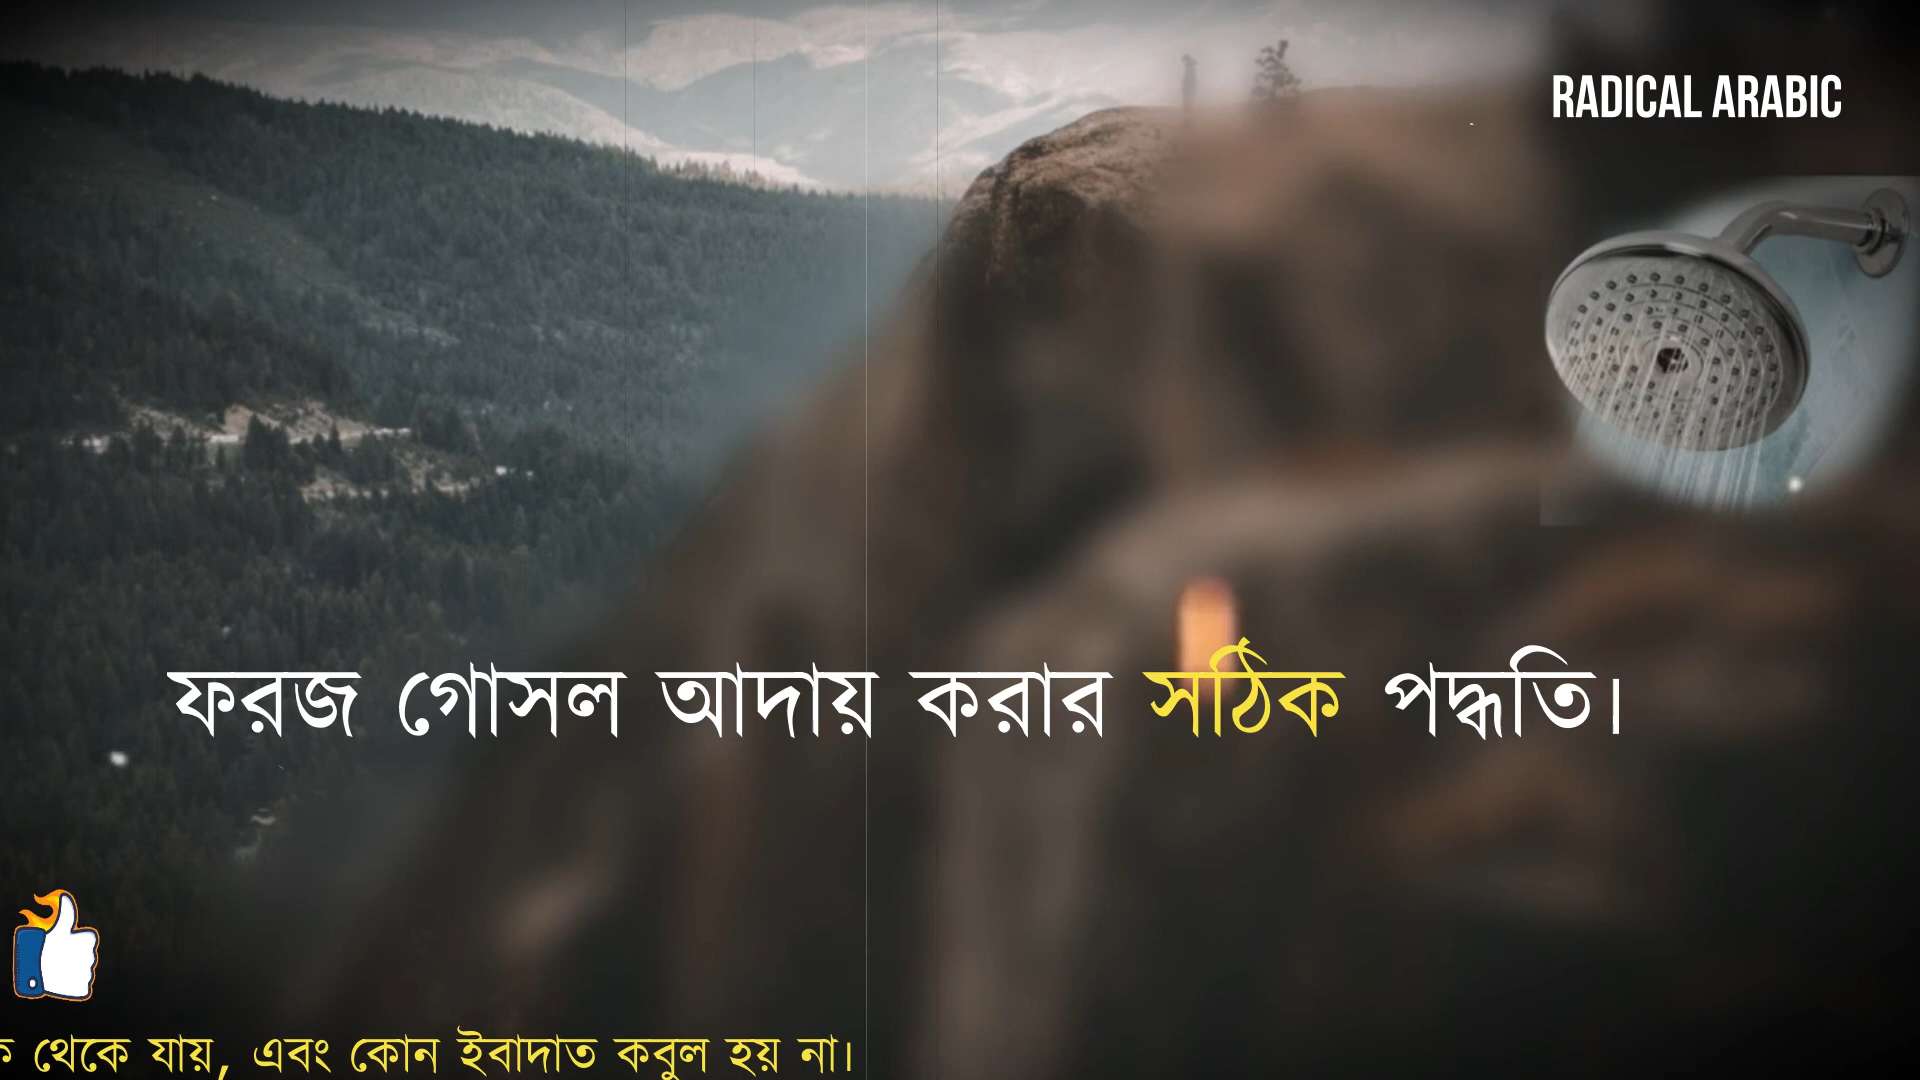 RADICAL ARABIC
ফরজ গোসল আদায় করার সঠিক পদ্ধতি।
থেকে যায়, এবং কোন ইবাদাত কবুল হয় না।